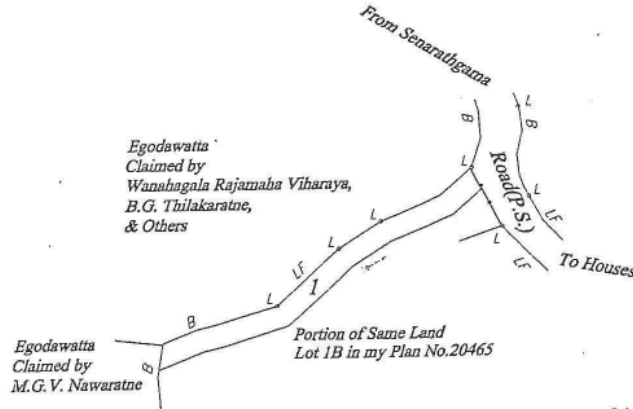 From Senarathgama
L
B
B
Egodawatta
Claimed by
Wanahagala Rajamaha Viharaya,
B.G. Thilakaratne,
& Others
L
Road(P.S.)
L
LF
L
L
L
LF
To Houses
LF
1
L
B
Portion of Same Land
Lot 1B in my Plan No.20465
Egodawatta
Claimed by
M.G.V. Nawaratne
B